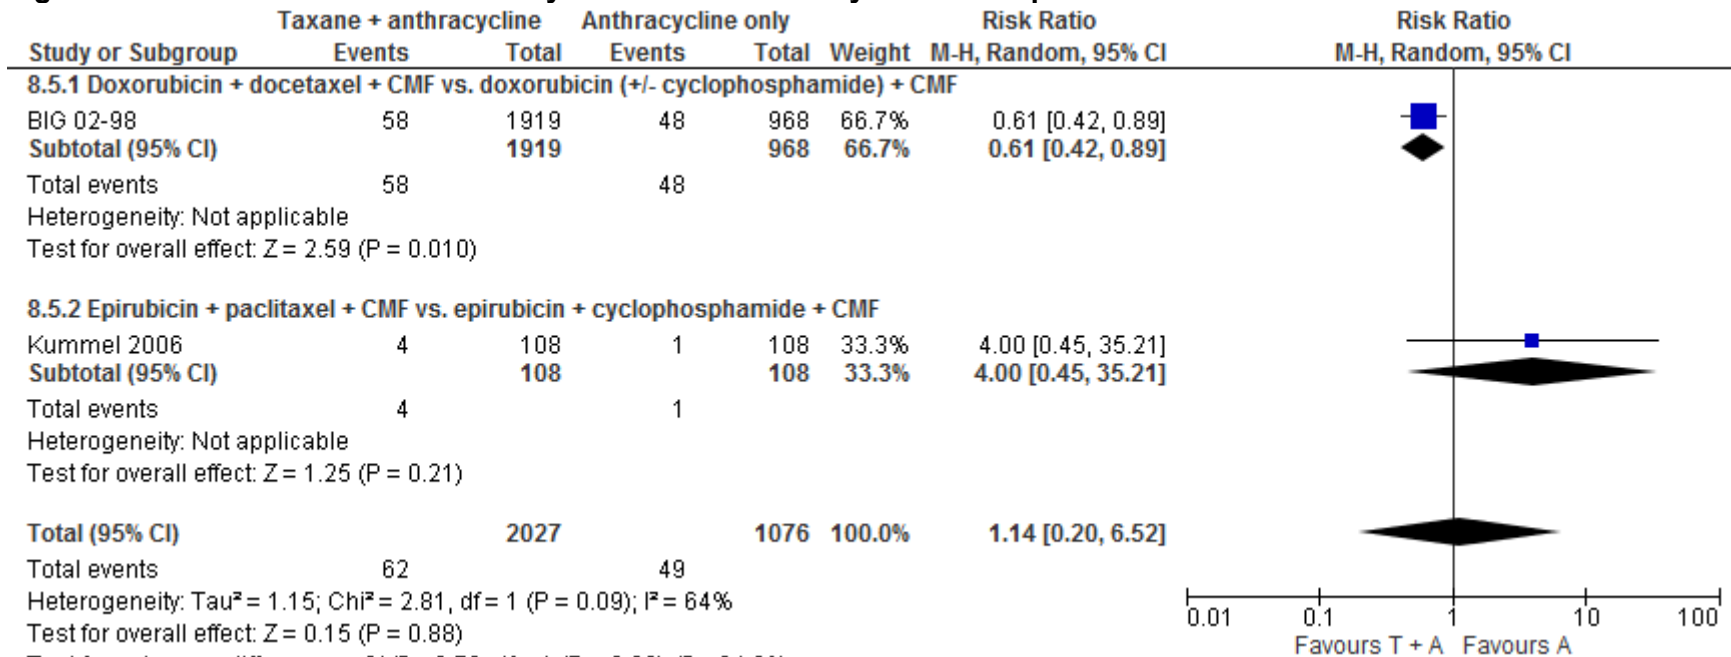 Taxane + anthracycline Anthracycline only Risk Ratio Risk Ratio
Study or Subgroup Events Total Events Total Weight M-H, Random, 95% CI M-H, Random, 95% CI
8.5.1 Doxorubicin + docetaxel + CMF vs. doxorubicin (+/- cyclophosphamide) + CMF
BIG 02-98 58 1919 48 968 66.7% 0.61 [0.42, 0.89]
Subtotal (95% CI) 1919 968 66.7% 0.61 [0.42, 0.89]
Total events 58 48
Heterogeneity: Not applicable
Test for overall effect: Z = 2.59 (P = 0.010)
8.5.2 Epirubicin + paclitaxel + CMF vs. epirubicin + cyclophosphamide + CMF
Kummel 2006 4 108 1 108 33.3% 4.00 [0.45, 35.21]
Subtotal (95% CI) 108 108 33.3% 4.00 [0.45, 35.21]
Total events 4 1
Heterogeneity: Not applicable
Test for overall effect: Z = 1.25 (P = 0.21)
Total (95% CI) 2027 1076 100.0% 1.14 [0.20, 6.52]
Total events 62 49
Heterogeneity: Tau² = 1.15; Chi² = 2.81, df = 1 (P = 0.09); I² = 64%
Test for overall effect: Z = 0.15 (P = 0.88)
0.01 0.1 1 10 100
Favours T + A Favours A